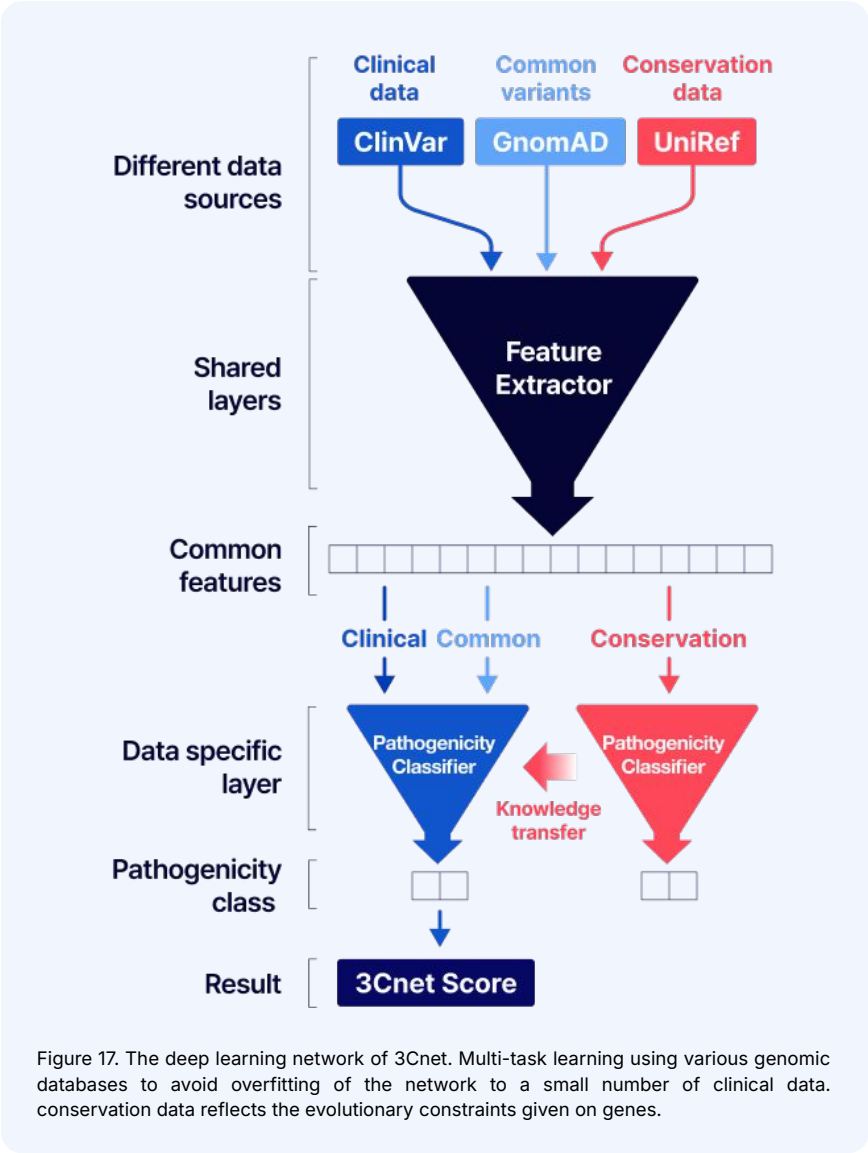 Clinical
data
Common
variants
Conservation
data
Different data
sources
ClinVar
GnomAD
UniRef
Shared
layers
Feature
Extractor
Common
features
Clinical
Common
Conservation
Data specific
layer
Pathogenicity
Classifier
Pathogenicity
Classifier
Knowledge
transfer
Pathogenicity
class
Result
3Cnet Score
Figure 17. The deep learning network of 3Cnet. Multi-task learning using various genomic
databases to avoid overfitting of the network to a small number of clinical data.
conservation data reflects the evolutionary constraints given on genes.